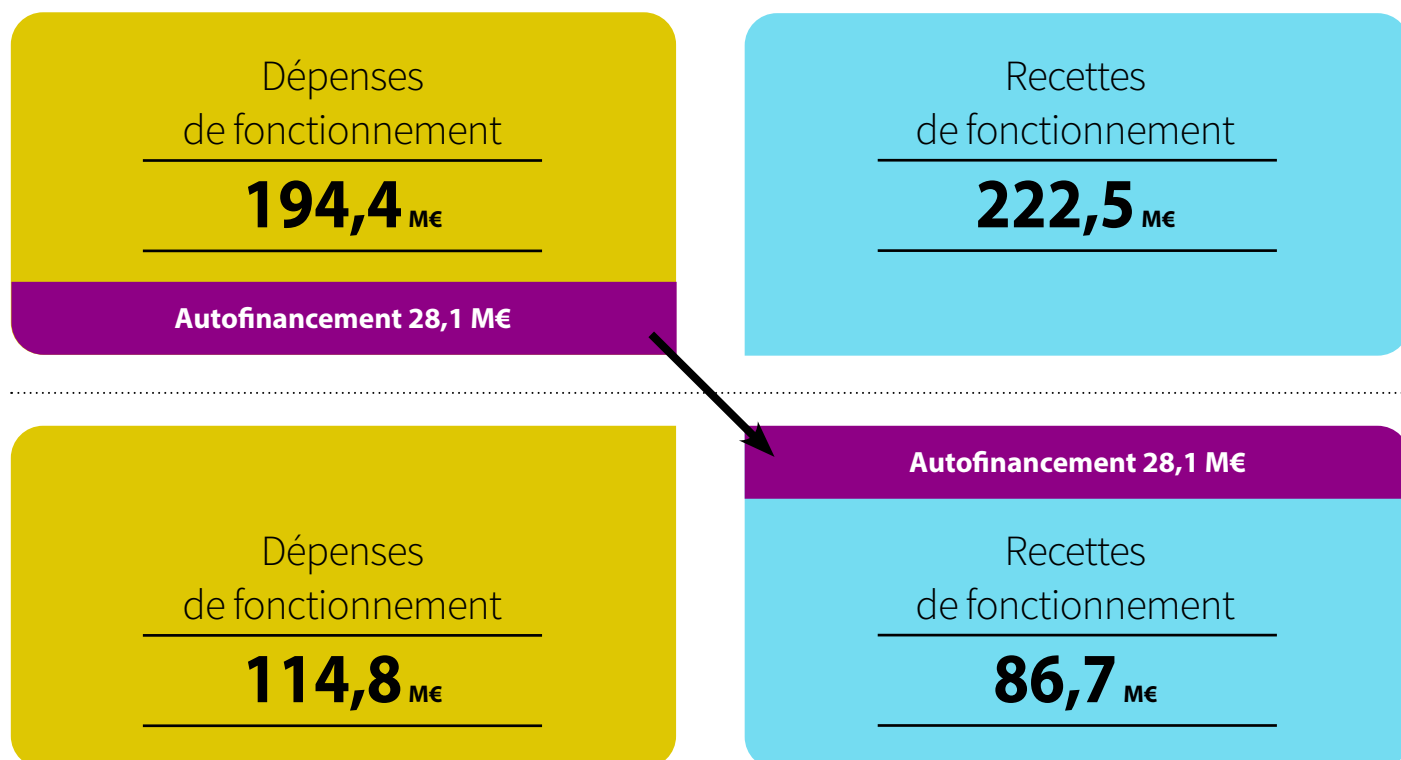 Dépenses
de fonctionnement
194,4 M€
Autofinancement 28,1 M€
Recettes
de fonctionnement
222,5 M€
Dépenses
de fonctionnement
114,8 M€
Autofinancement 28,1 M€
Recettes
de fonctionnement
86,7 M€